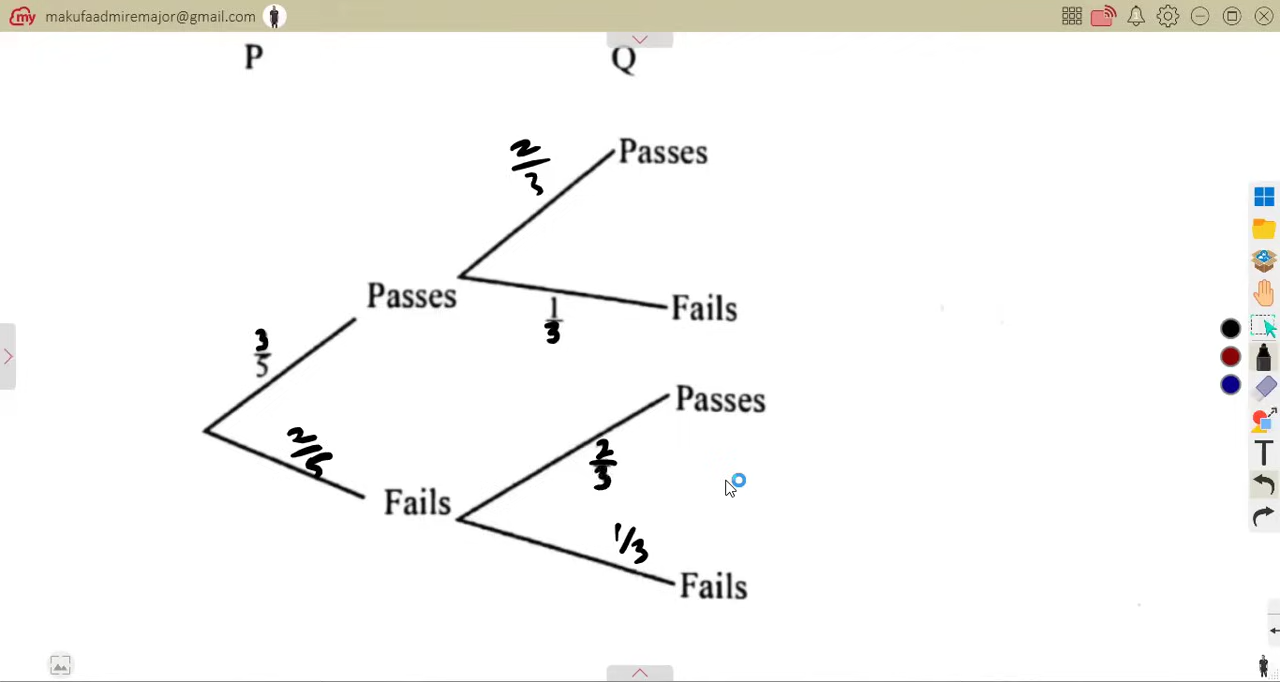 my makufaadmiremajor@gmail.com
P Q
2/3 Passes
Passes
1/3 Fails
3/5
2/3 Passes
2/5
Fails
1/3 Fails
T